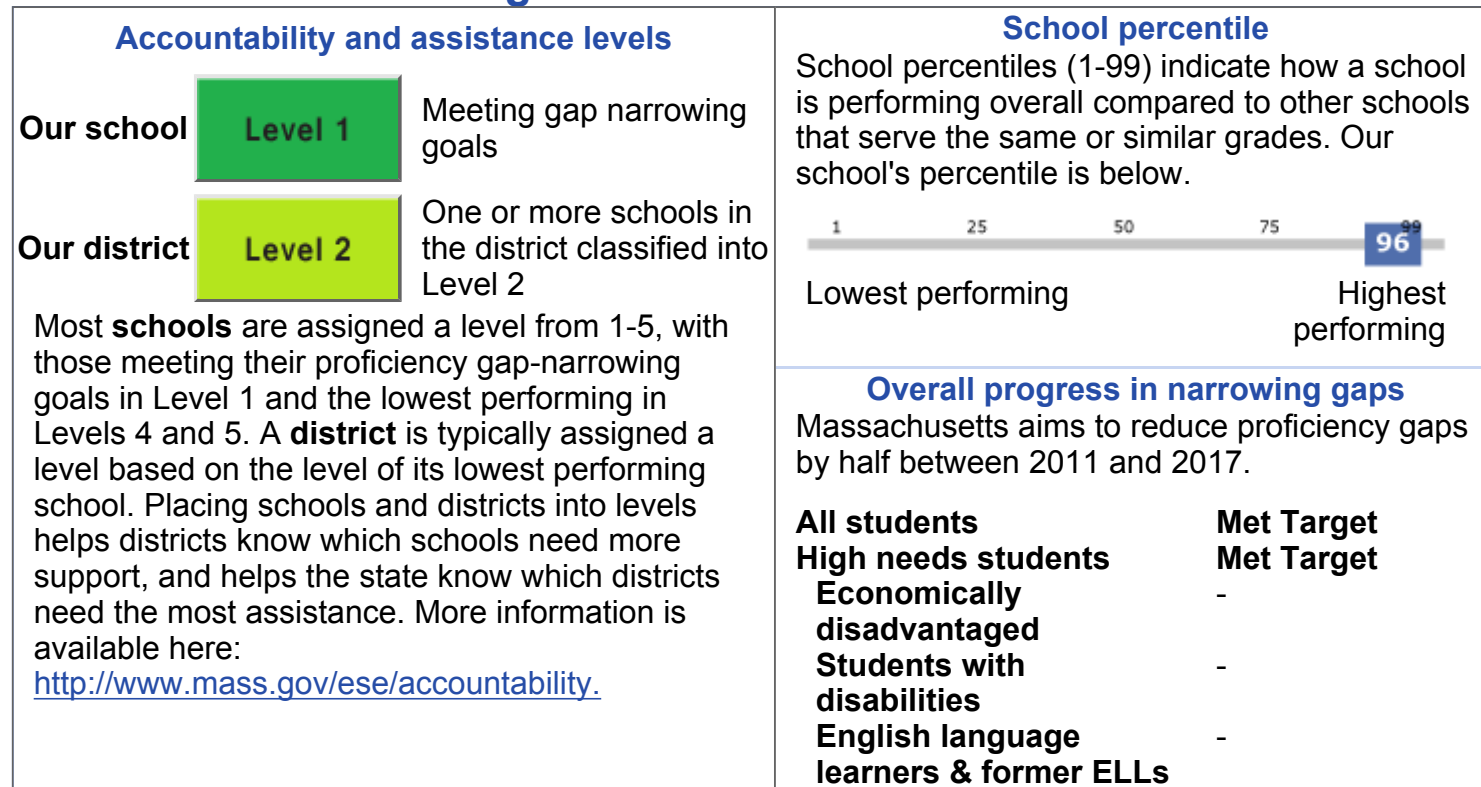 Accountability and assistance levels
Our school
Level 1
Meeting gap narrowing
goals
Our district
Level 2
One or more schools in
the district classified into
Level 2
Most schools are assigned a level from 1-5, with
those meeting their proficiency gap-narrowing
goals in Level 1 and the lowest performing in
Levels 4 and 5. A district is typically assigned a
level based on the level of its lowest performing
school. Placing schools and districts into levels
helps districts know which schools need more
support, and helps the state know which districts
need the most assistance. More information is
available here:
http://www.mass.gov/ese/accountability.
School percentile
School percentiles (1-99) indicate how a school
is performing overall compared to other schools
that serve the same or similar grades. Our
school's percentile is below.
1 25 50 75 99
96
Lowest performing
Highest
performing
Overall progress in narrowing gaps
Massachusetts aims to reduce proficiency gaps
by half between 2011 and 2017.
All students Met Target
High needs students Met Target
Economically -
disadvantaged
Students with -
disabilities
English language -
learners & former ELLs